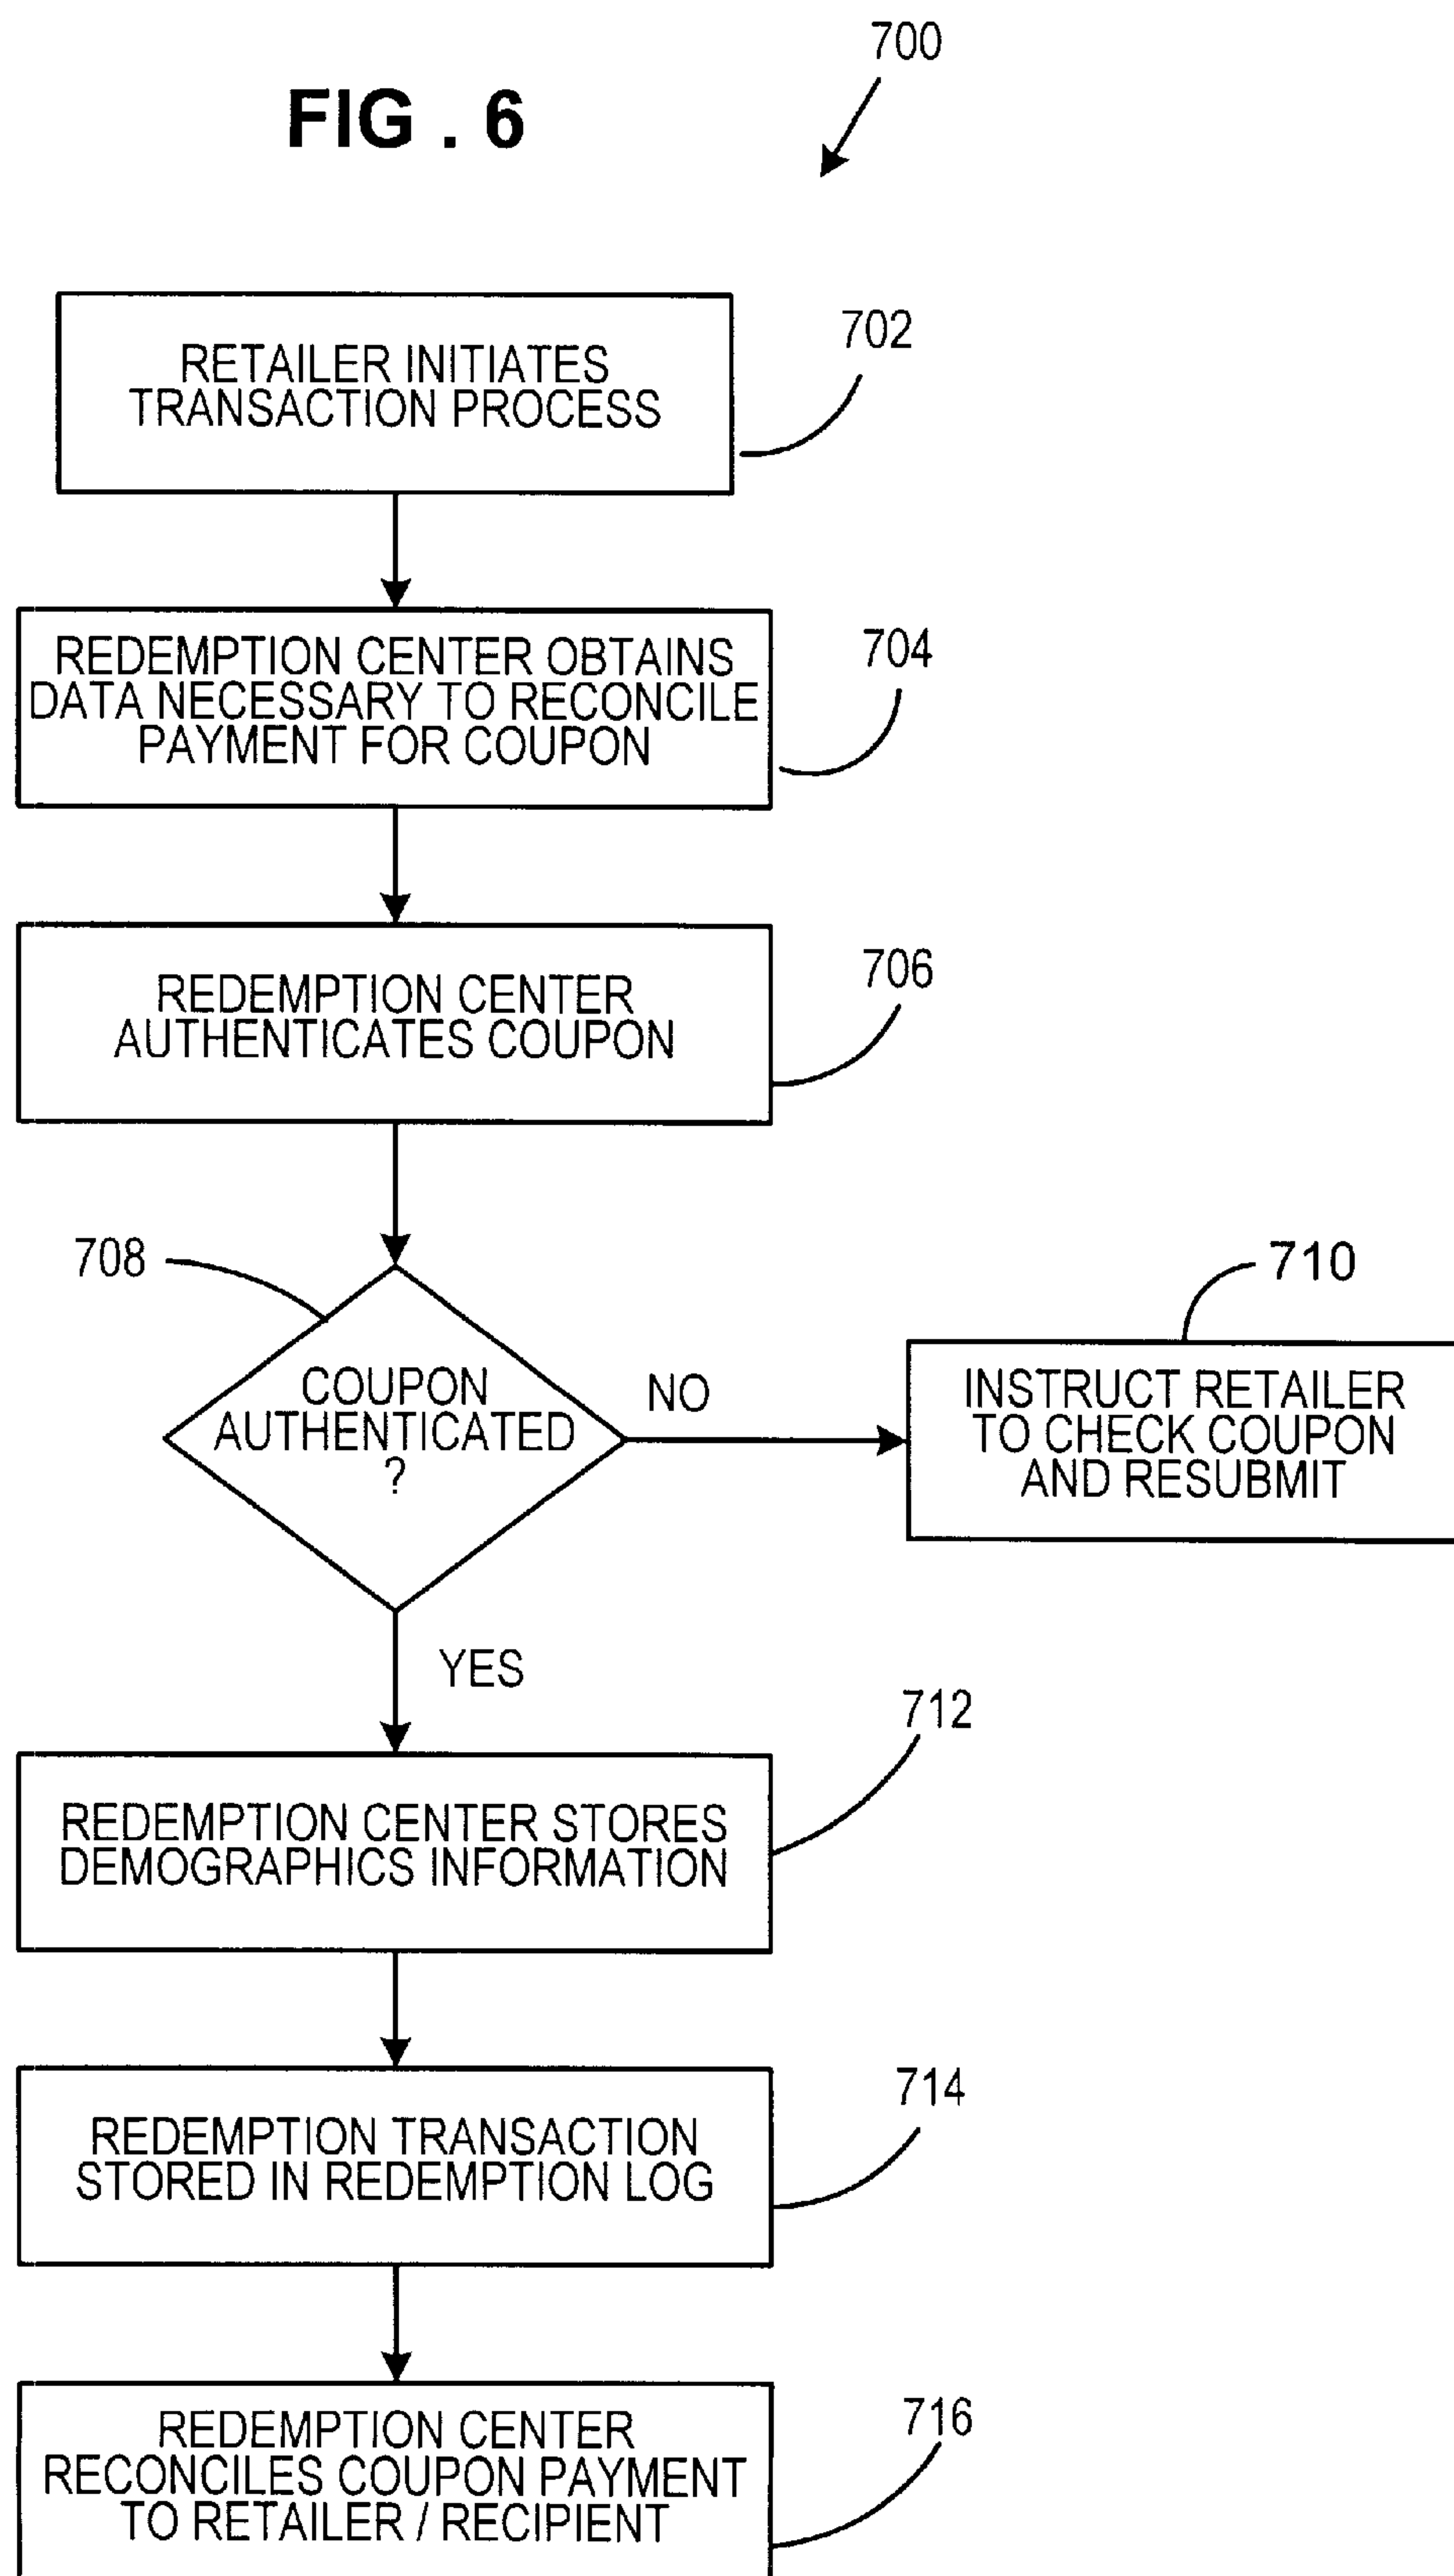 700
FIG . 6
RETAILER INITIATES
TRANSACTION PROCESS
702
REDEMPTION CENTER OBTAINS
DATA NECESSARY TO RECONCILE
PAYMENT FOR COUPON
704
REDEMPTION CENTER
AUTHENTICATES COUPON
706
708
COUPON
AUTHENTICATED
?
NO
710
INSTRUCT RETAILER
TO CHECK COUPON
AND RESUBMIT
YES
712
REDEMPTION CENTER STORES
DEMOGRAPHICS INFORMATION
714
REDEMPTION TRANSACTION
STORED IN REDEMPTION LOG
716
REDEMPTION CENTER
RECONCILES COUPON PAYMENT
TO RETAILER / RECIPIENT